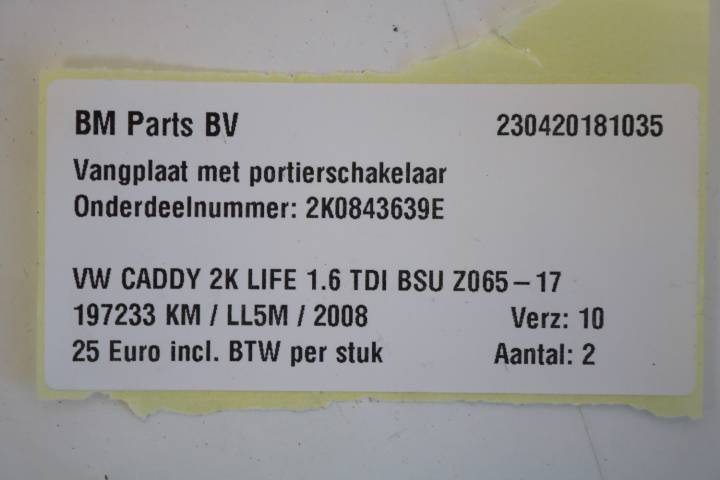 BM Parts BV 230420181035
Vangplaat met portierschakelaar
Onderdeelnummer: 2K0843639E
VW CADDY 2K LIFE 1.6 TDI BSU Z065-17
197233 KM / LL5M / 2008 Verz: 10
25 Euro incl. BTW per stuk Aantal: 2